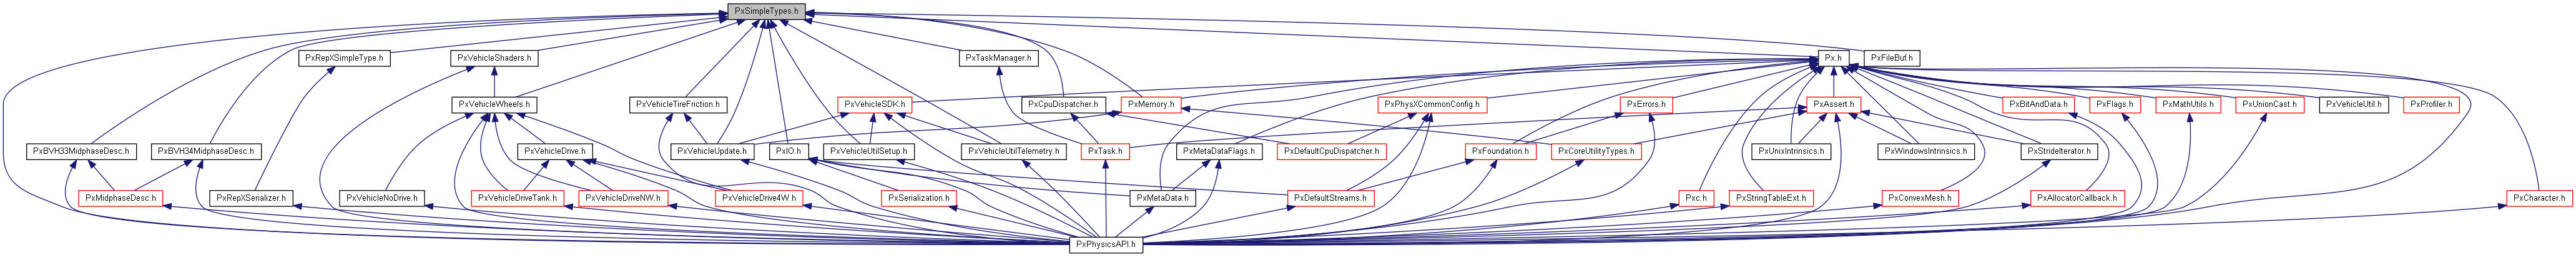 PxSimpleTypes.h
PxRepXSimpleType.h
PxVehicleShaders.h
PxTaskManager.h
Px.h
PxFileBuf.h
PxVehicleWheels.h
PxVehicleTireFriction.h
PxVehicleSDK.h
PxCpuDispatcher.h
PxMemory.h
PxPhysXCommonConfig.h
PxErrors.h
PxAssert.h
PxBitAndData.h
PxFlags.h
PxMathUtils.h
PxUnionCast.h
PxVehicleUtil.h
PxProfiler.h
PxBVH33MidphaseDesc.h
PxBVH34MidphaseDesc.h
PxVehicleDrive.h
PxVehicleUpdate.h
PxIO.h
PxVehicleUtilSetup.h
PxVehicleUtilTelemetry.h
PxTask.h
PxMetaDataFlags.h
PxDefaultCpuDispatcher.h
PxFoundation.h
PxCoreUtilityTypes.h
PxUnixIntrinsics.h
PxWindowsIntrinsics.h
PxStrideIterator.h
PxMidphaseDesc.h
PxRepXSerializer.h
PxVehicleNoDrive.h
PxVehicleDriveTank.h
PxVehicleDriveNW.h
PxVehicleDrive4W.h
PxSerialization.h
PxMetaData.h
PxDefaultStreams.h
Pxc.h
PxStringTableExt.h
PxConvexMesh.h
PxAllocatorCallback.h
PxCharacter.h
PxPhysicsAPI.h